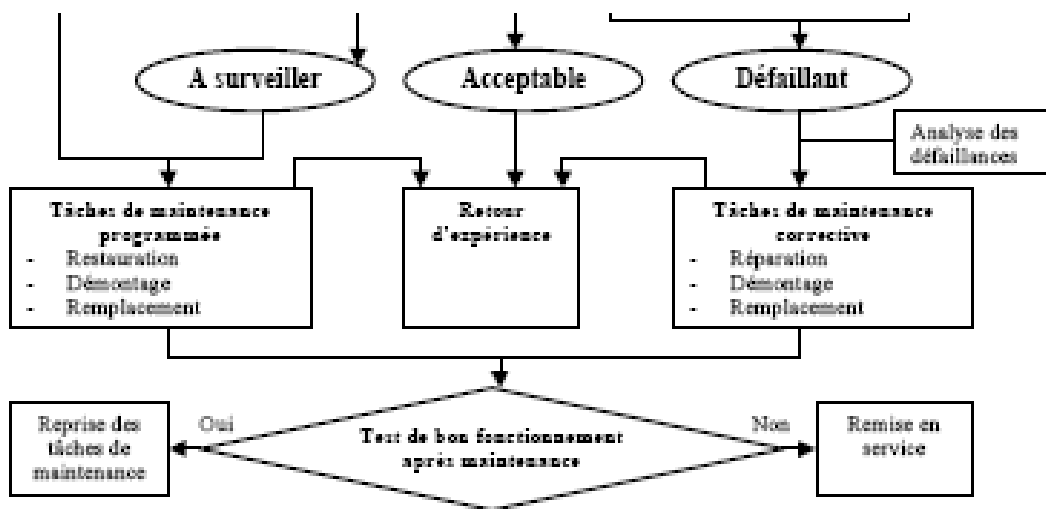 A surveiller
Acceptable
Défaillant
Analyse des
défaillances
Tâches de maintenance
programmée
- Restauration
- Démontage
- Remplacement
Retour
d'expérience
Tâches de maintenance
corrective
- Réparation
- Démontage
- Remplacement
Reprise des
tâches de
maintenance
Oui
Test de bon fonctionnement
après maintenance
Non
Remise en
service